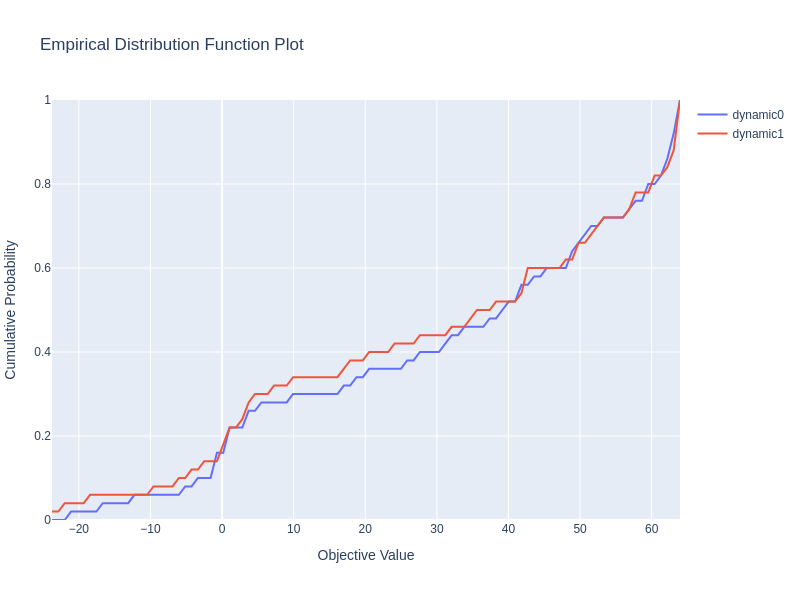 Empirical Distribution Function Plot
dynamic0
dynamic1
1
0.8
0.6
0.4
0.2
0
Cumulative Probability
−20 −10 0 10 20 30 40 50 60
Objective Value